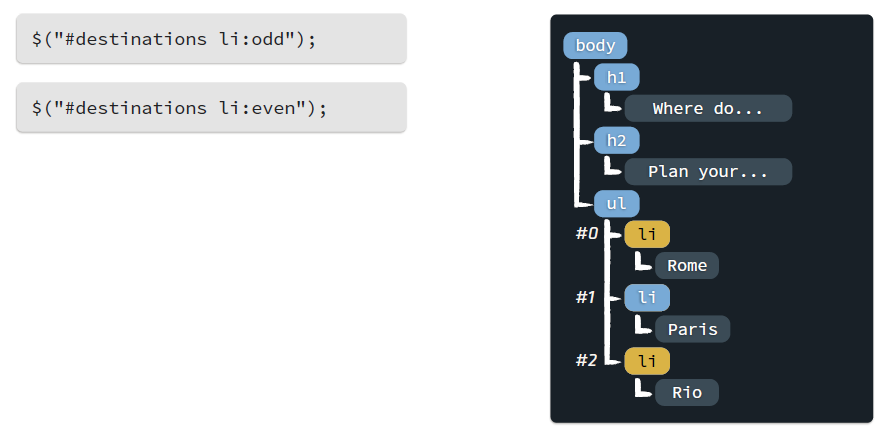 $("#destinations li:odd");
$("#destinations li:even");
body
h1
Where do...
h2
Plan your...
ul
#0 li
Rome
#1 li
Paris
#2 li
Rio